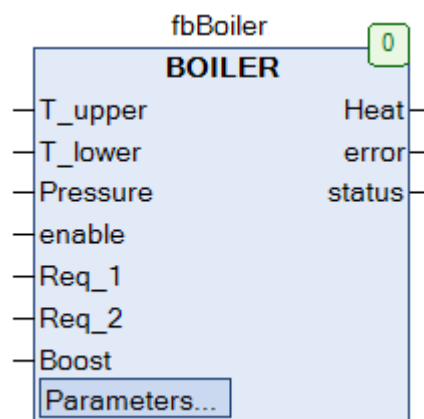 fbBoiler
0
BOILER
T_upper Heat
T_lower error
Pressure status
enable
Req_1
Req_2
Boost
Parameters...